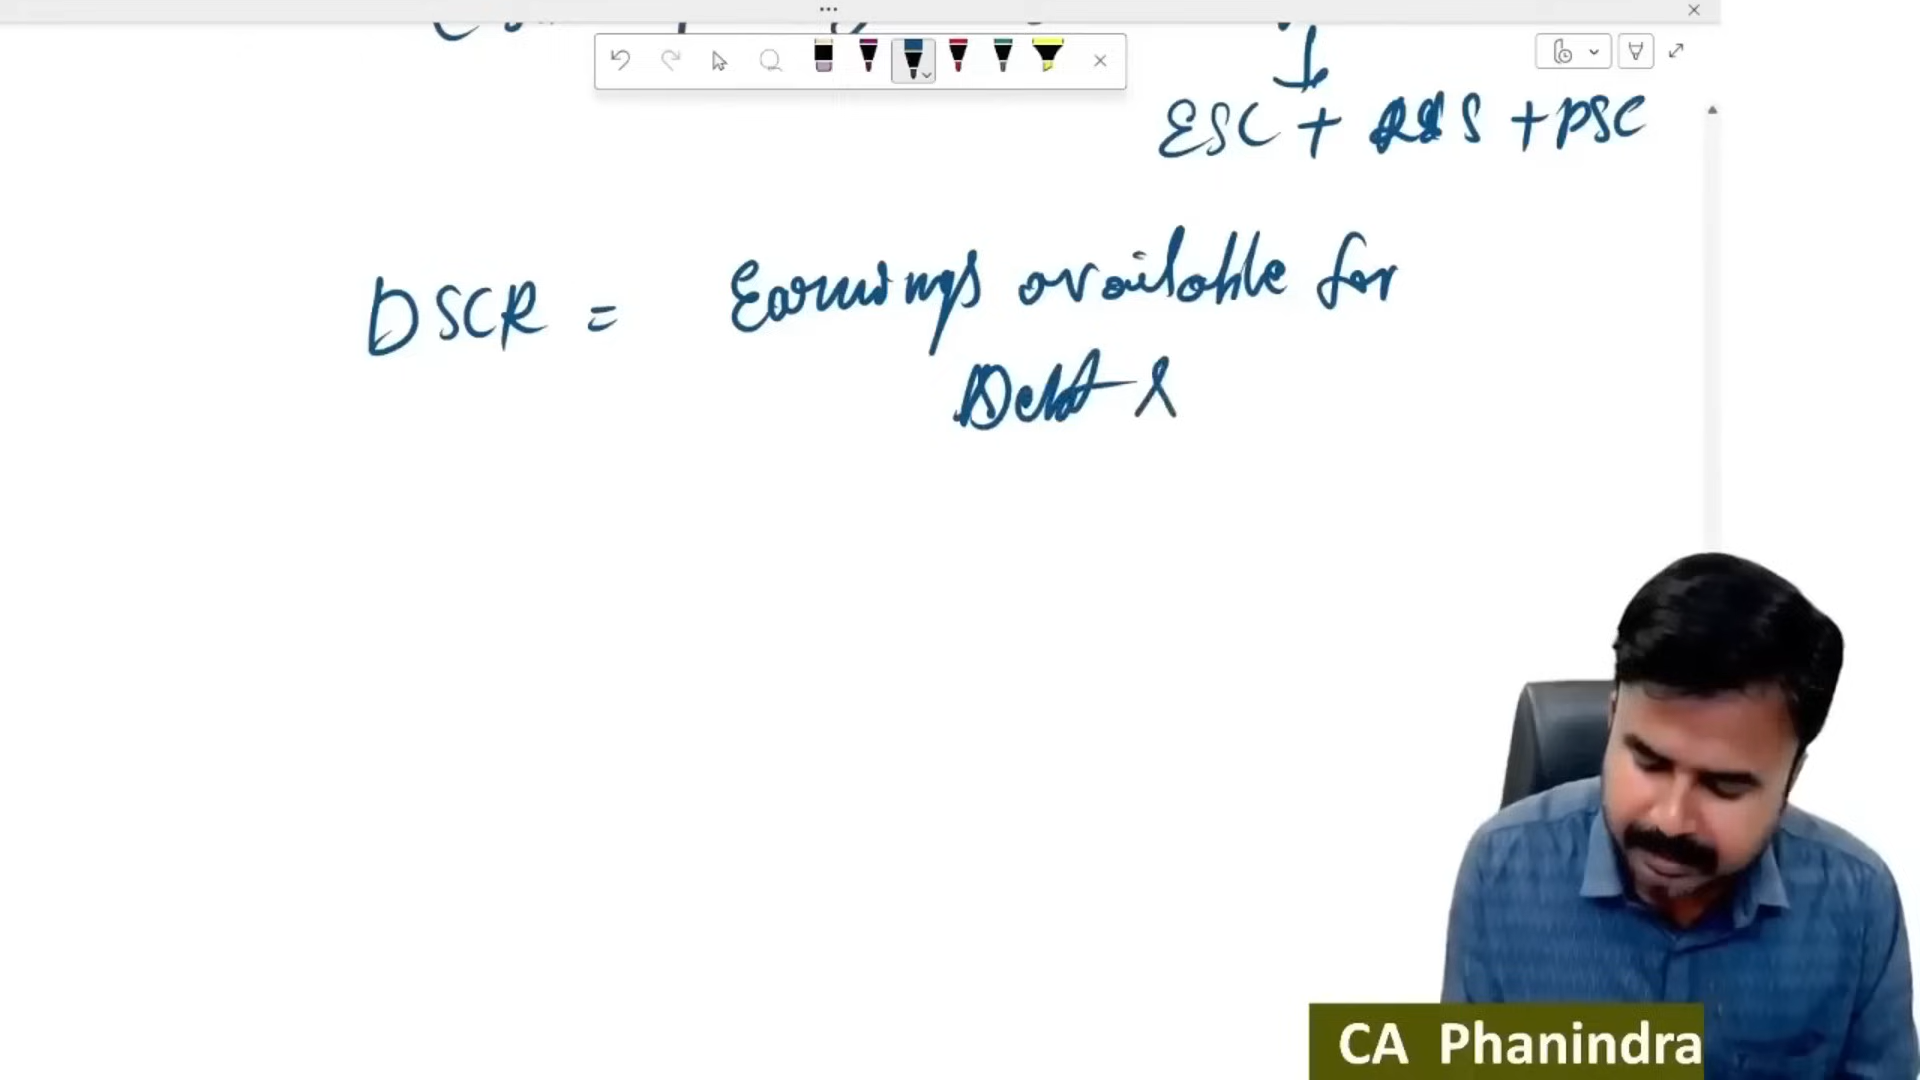 ESC + R&S + PSC
DSCR = Earnings available for
Debt &
CA Phanindra